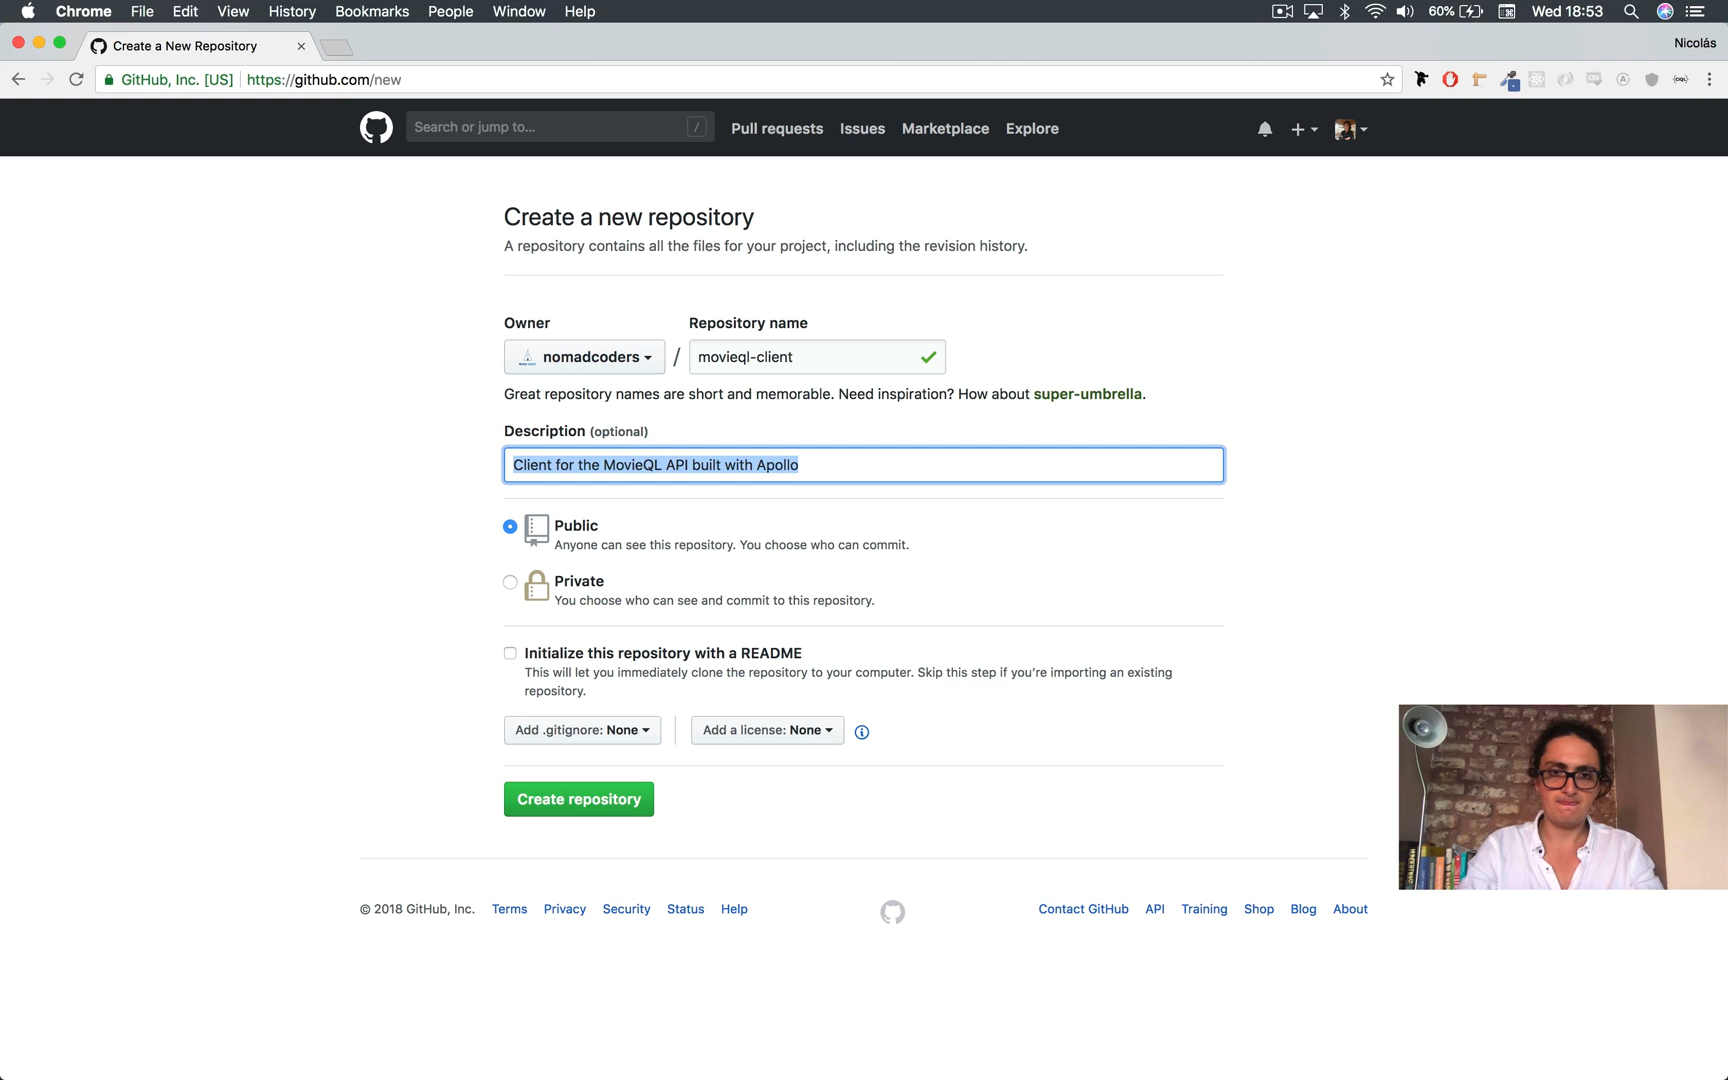 Chrome File Edit View History Bookmarks People Window Help 60% Wed 18:53
Create a New Repository Nicolás
GitHub, Inc. [US] https://github.com/new
Search or jump to... / Pull requests Issues Marketplace Explore
Create a new repository
A repository contains all the files for your project, including the revision history.
Owner Repository name
nomadcoders / movieql-client
Great repository names are short and memorable. Need inspiration? How about super-umbrella.
Description (optional)
Client for the MovieQL API built with Apollo
Public
Anyone can see this repository. You choose who can commit.
Private
You choose who can see and commit to this repository.
Initialize this repository with a README
This will let you immediately clone the repository to your computer. Skip this step if you’re importing an existing
repository.
Add .gitignore: None Add a license: None
Create repository
© 2018 GitHub, Inc. Terms Privacy Security Status Help Contact GitHub API Training Shop Blog About